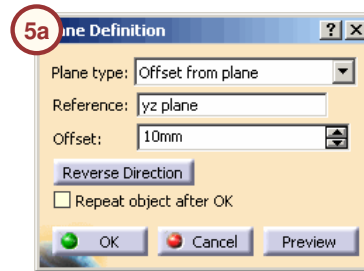 5a
ane Definition ? ×
Plane type: Offset from plane
Reference: yz plane
Offset: 10mm
Reverse Direction
Repeat object after OK
OK Cancel Preview